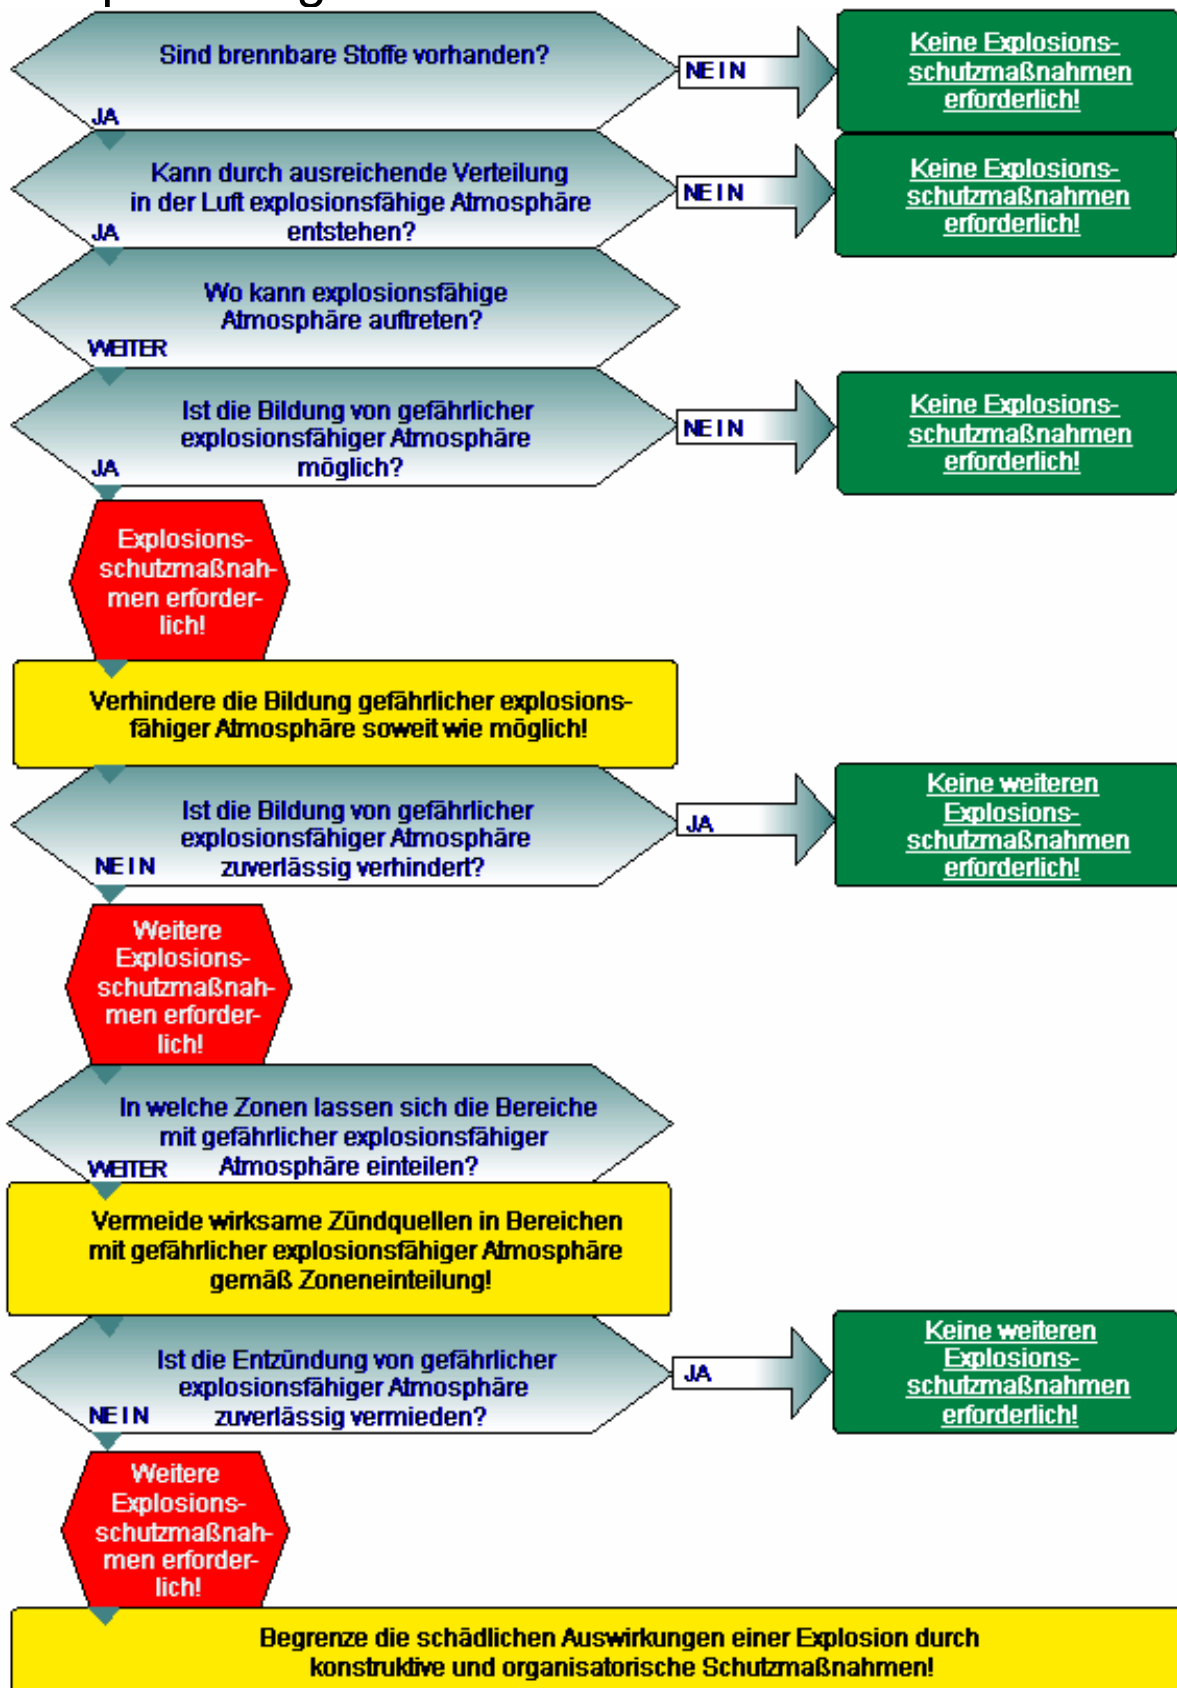 Sind brennbare Stoffe vorhanden?
JA
NEIN
Keine Explosions-
schutzmaßnahmen
erforderlich!
Kann durch ausreichende Verteilung
in der Luft explosionsfähige Atmosphäre
entstehen?
JA
NEIN
Keine Explosions-
schutzmaßnahmen
erforderlich!
Wo kann explosionsfähige
Atmosphäre auftreten?
WEITER
Ist die Bildung von gefährlicher
explosionsfähiger Atmosphäre
möglich?
JA
NEIN
Keine Explosions-
schutzmaßnahmen
erforderlich!
Explosions-
schutzmaßnah-
men erforder-
lich!
Verhindere die Bildung gefährlicher explosions-
fähiger Atmosphäre soweit wie möglich!
Ist die Bildung von gefährlicher
explosionsfähiger Atmosphäre
zuverlässig verhindert?
NEIN
JA
Keine weiteren
Explosions-
schutzmaßnahmen
erforderlich!
Weitere
Explosions-
schutzmaßnah-
men erforder-
lich!
In welche Zonen lassen sich die Bereiche
mit gefährlicher explosionsfähiger
Atmosphäre einteilen?
WEITER
Vermeide wirksame Zündquellen in Bereichen
mit gefährlicher explosionsfähiger Atmosphäre
gemäß Zoneneinteilung!
Ist die Entzündung von gefährlicher
explosionsfähiger Atmosphäre
zuverlässig vermieden?
NEIN
JA
Keine weiteren
Explosions-
schutzmaßnahmen
erforderlich!
Weitere
Explosions-
schutzmaßnah-
men erforder-
lich!
Begrenze die schädlichen Auswirkungen einer Explosion durch
konstruktive und organisatorische Schutzmaßnahmen!